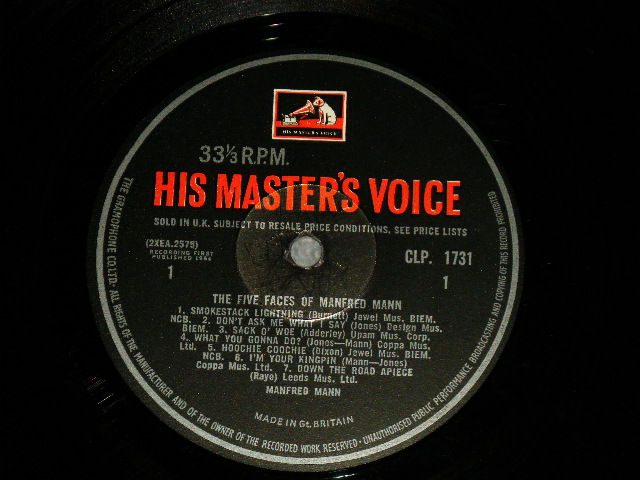 HIS MASTER'S VOICE
33⅓ R.P.M.
HIS MASTER'S VOICE
SOLD IN U.K. SUBJECT TO RESALE PRICE CONDITIONS, SEE PRICE LISTS
(2XEA.2575)
RECORDING FIRST
PUBLISHED 1964
1
CLP. 1731
1
THE FIVE FACES OF MANFRED MANN
1. SMOKESTACK LIGHTNING (Burnett) Jewel Mus. BIEM.
NCB. 2. DON'T ASK ME WHAT I SAY (Jones) Design Mus.
BIEM. 3. SACK O' WOE (Adderley) Upam Mus. Corp.
4. WHAT YOU GONNA DO? (Jones—Mann) Coppa Mus.
Ltd. 5. HOOCHIE COOCHIE (Dixon) Jewel Mus. BIEM.
NCB. 6. I'M YOUR KINGPIN (Mann—Jones)
Coppa Mus. Ltd. 7. DOWN THE ROAD APIECE
(Raye) Leeds Mus. Ltd.
MANFRED MANN
MADE IN Gt. BRITAIN
THE GRAMOPHONE CO. LTD. ALL RIGHTS OF THE MANUFACTURER AND OF THE OWNER OF THE RECORDED WORK RESERVED · UNAUTHORISED PUBLIC PERFORMANCE BROADCASTING AND COPYING OF THIS RECORD PROHIBITED